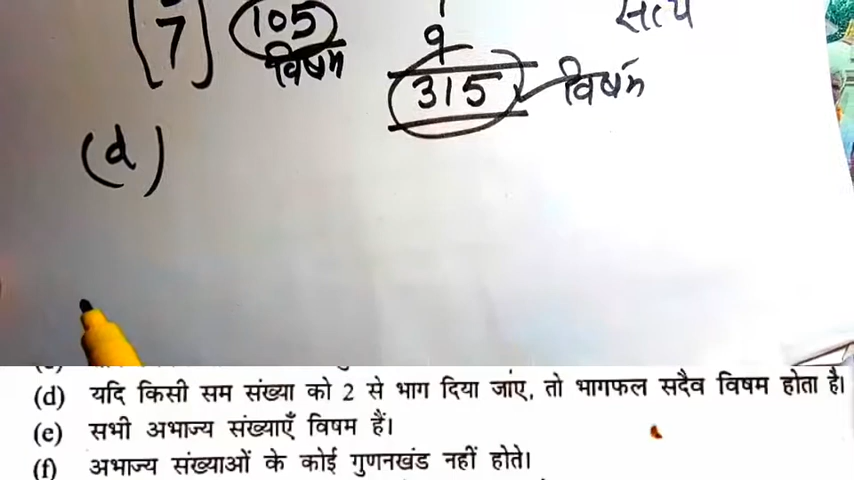 7 105 9 सत्य
विषम
315 विषम
(d)
(d) यदि किसी सम संख्या को 2 से भाग दिया जाए, तो भागफल सदैव विषम होता है।
(e) सभी अभाज्य संख्याएँ विषम हैं।
(f) अभाज्य संख्याओं के कोई गुणनखंड नहीं होते।